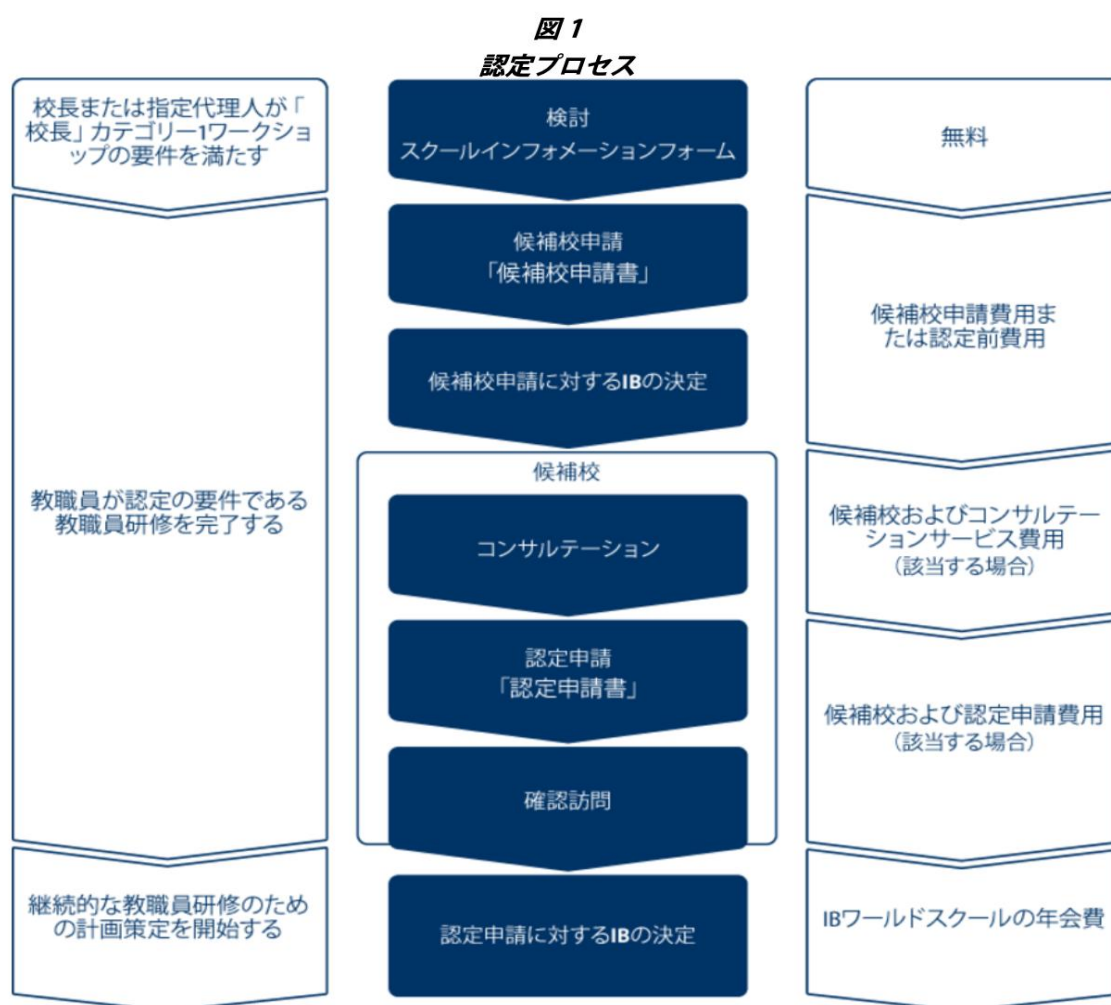 図 1
認定プロセス
校長または指定代理人が「
校長」カテゴリー1ワークショ
ップの要件を満たす
教職員が認定の要件である
教職員研修を完了する
継続的な教職員研修のため
の計画策定を開始する
検討
スクールインフォメーションフォーム
候補校申請
「候補校申請書」
候補校申請に対するIBの決定
候補校
コンサルテーション
認定申請
「認定申請書」
確認訪問
認定申請に対するIBの決定
無料
候補校申請費用ま
たは認定前費用
候補校およびコンサルテー
ションサービス費用
（該当する場合）
候補校および認定申請費用
（該当する場合）
IBワールドスクールの年会費